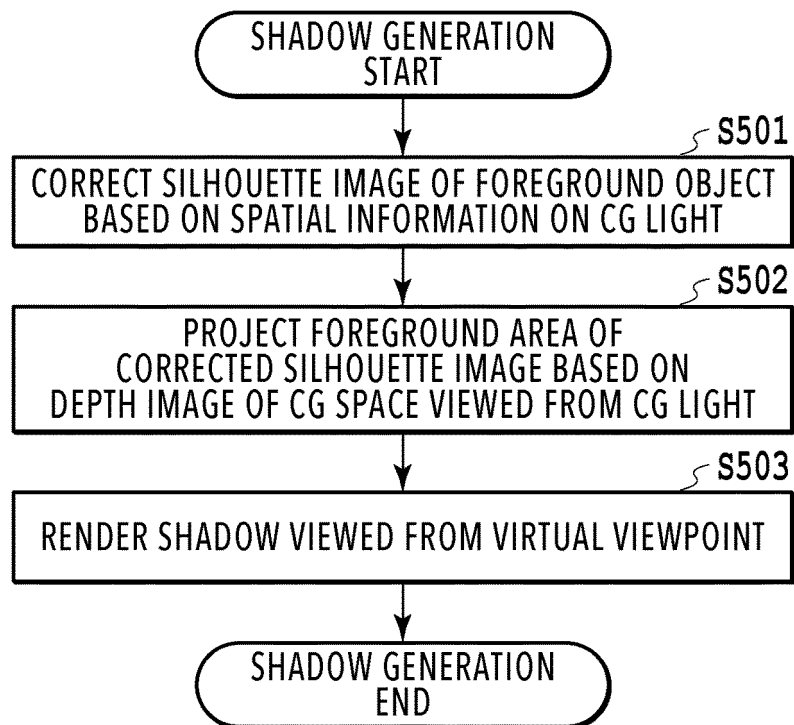 SHADOW GENERATION
START
S501
CORRECT SILHOUETTE IMAGE OF FOREGROUND OBJECT
BASED ON SPATIAL INFORMATION ON CG LIGHT
S502
PROJECT FOREGROUND AREA OF
CORRECTED SILHOUETTE IMAGE BASED ON
DEPTH IMAGE OF CG SPACE VIEWED FROM CG LIGHT
S503
RENDER SHADOW VIEWED FROM VIRTUAL VIEWPOINT
SHADOW GENERATION
END